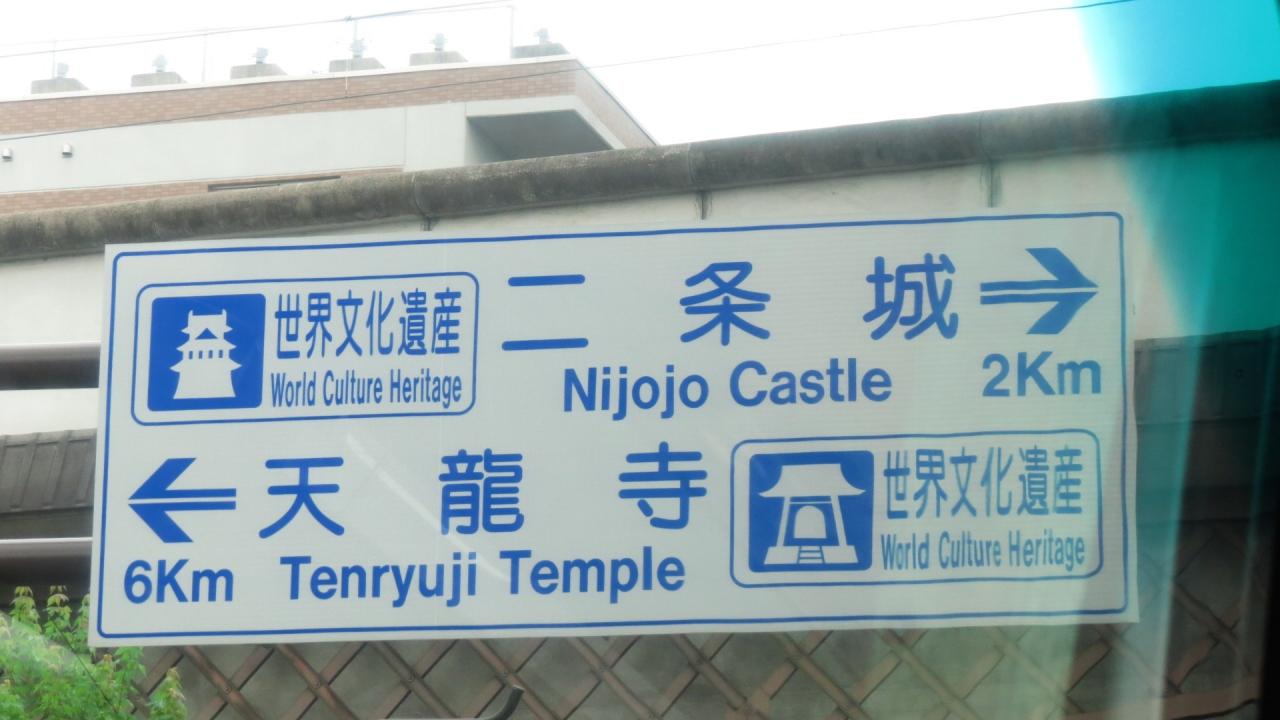 世界文化遺産
World Culture Heritage
二条城 →
Nijojo Castle 2Km
← 天龍寺
6Km Tenryuji Temple
世界文化遺産
World Culture Heritage